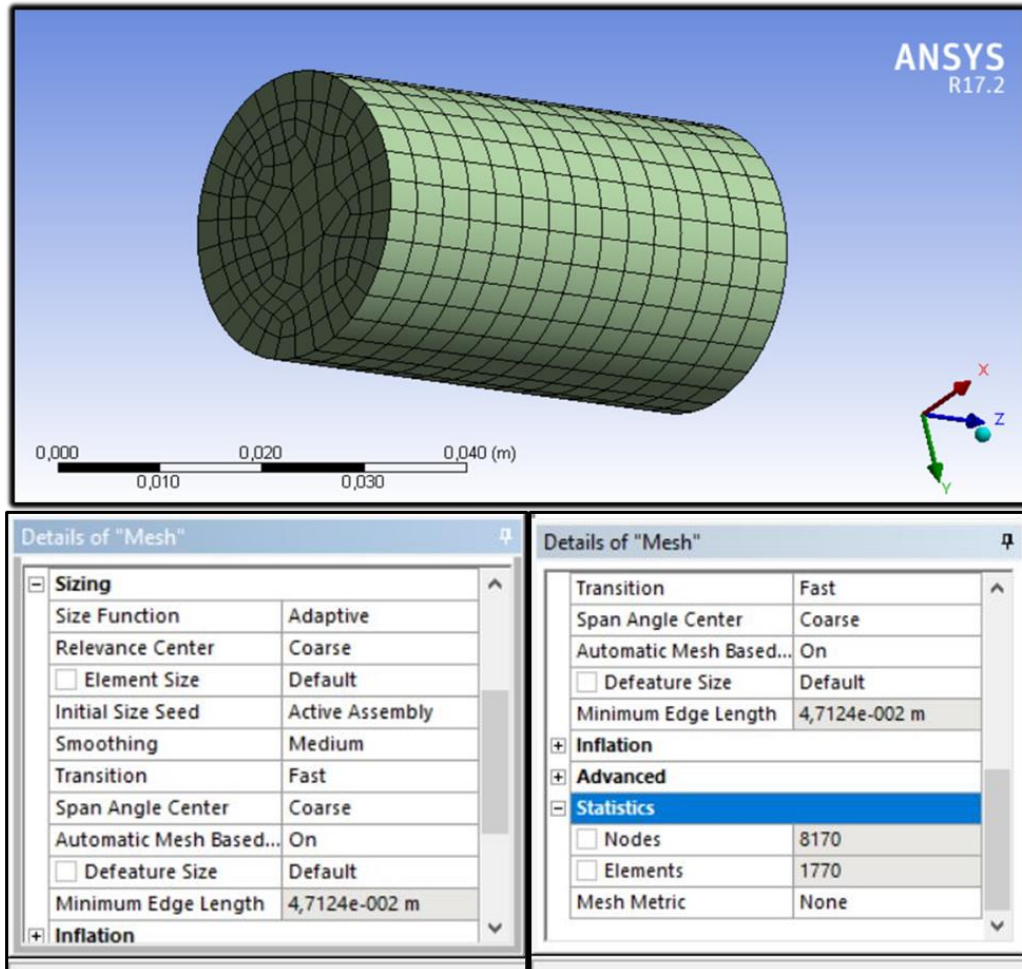 ANSYS
R17.2
X
Z
Y
0,000 0,020 0,040 (m)
0,010 0,030
Details of "Mesh"
Sizing
Size Function Adaptive
Relevance Center Coarse
Element Size Default
Initial Size Seed Active Assembly
Smoothing Medium
Transition Fast
Span Angle Center Coarse
Automatic Mesh Based... On
Defeature Size Default
Minimum Edge Length 4,7124e-002 m
Inflation
Details of "Mesh"
Transition Fast
Span Angle Center Coarse
Automatic Mesh Based... On
Defeature Size Default
Minimum Edge Length 4,7124e-002 m
Inflation
Advanced
Statistics
Nodes 8170
Elements 1770
Mesh Metric None